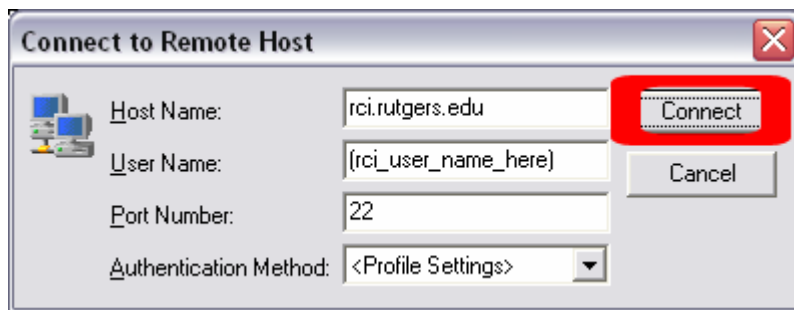 Connect to Remote Host
Host Name: rci.rutgers.edu Connect
User Name: (rci_user_name_here) Cancel
Port Number: 22
Authentication Method: <Profile Settings>